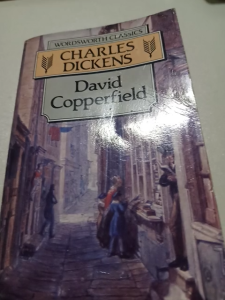 WORDSWORTH CLASSICS
CHARLES
DICKENS
David
Copperfield